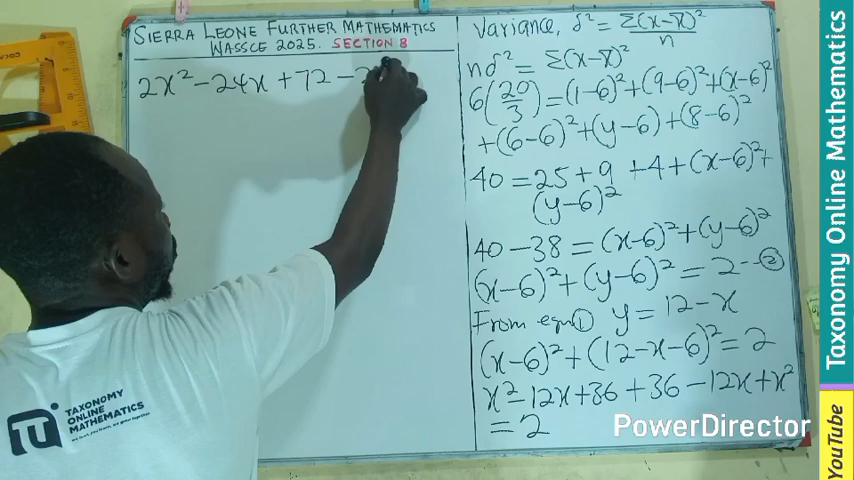 SIERRA LEONE FURTHER MATHEMATICS
WASSCE 2025. SECTION B
2x² - 24x + 72 - 2
Variance, δ² = Σ(x-x̄)²/n
nδ² = Σ(x-x̄)²
6(20/3) = (1-6)² + (9-6)² + (x-6)²
+ (6-6)² + (y-6) + (8-6)²
40 = 25 + 9 + 4 + (x-6)² +
(y-6)²
40 - 38 = (x-6)² + (y-6)²
(x-6)² + (y-6)² = 2 -- ②
From eqn① y = 12 - x
(x-6)² + (12-x-6)² = 2
x² - 12x + 36 + 36 - 12x + x²
= 2
TAXONOMY
ONLINE
MATHEMATICS
PowerDirector
Taxonomy Online Mathematics
YouTube